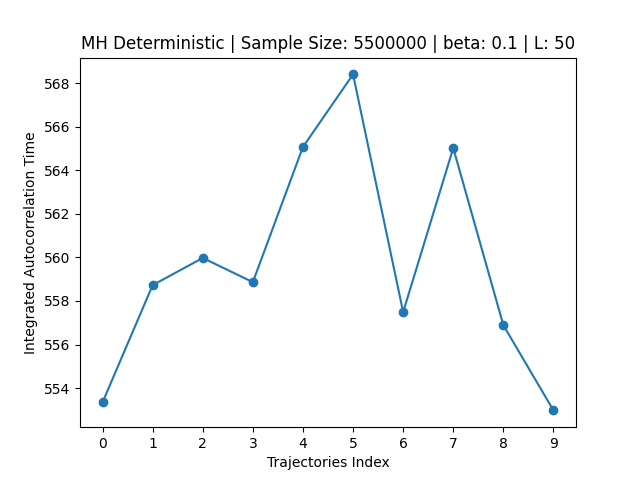 MH Deterministic | Sample Size: 5500000 | beta: 0.1 | L: 50
Integrated Autocorrelation Time
568
566
564
562
560
558
556
554
0 1 2 3 4 5 6 7 8 9
Trajectories Index